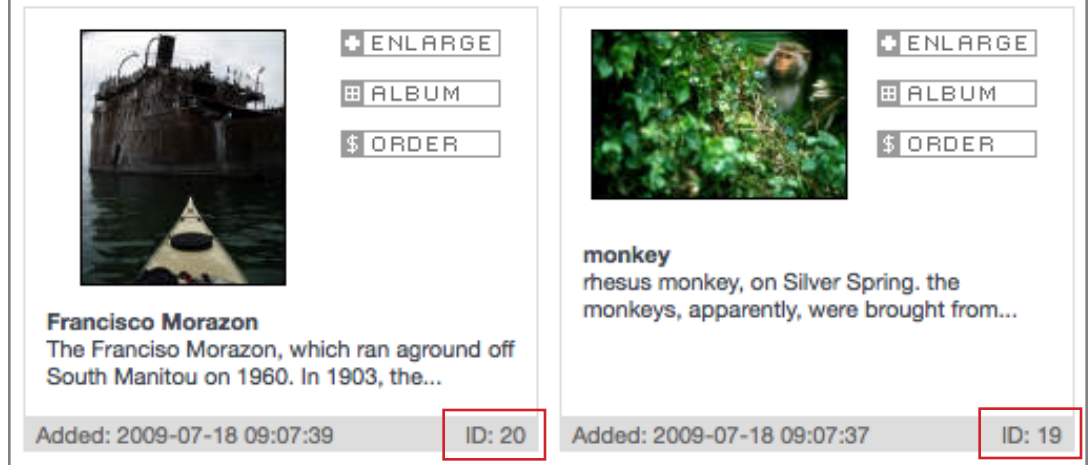 ENLARGE
ALBUM
ORDER
Francisco Morazon
The Franciso Morazon, which ran aground off
South Manitou on 1960. In 1903, the...
Added: 2009-07-18 09:07:39 ID: 20
ENLARGE
ALBUM
$ ORDER
monkey
rhesus monkey, on Silver Spring. the
monkeys, apparently, were brought from...
Added: 2009-07-18 09:07:37 ID: 19